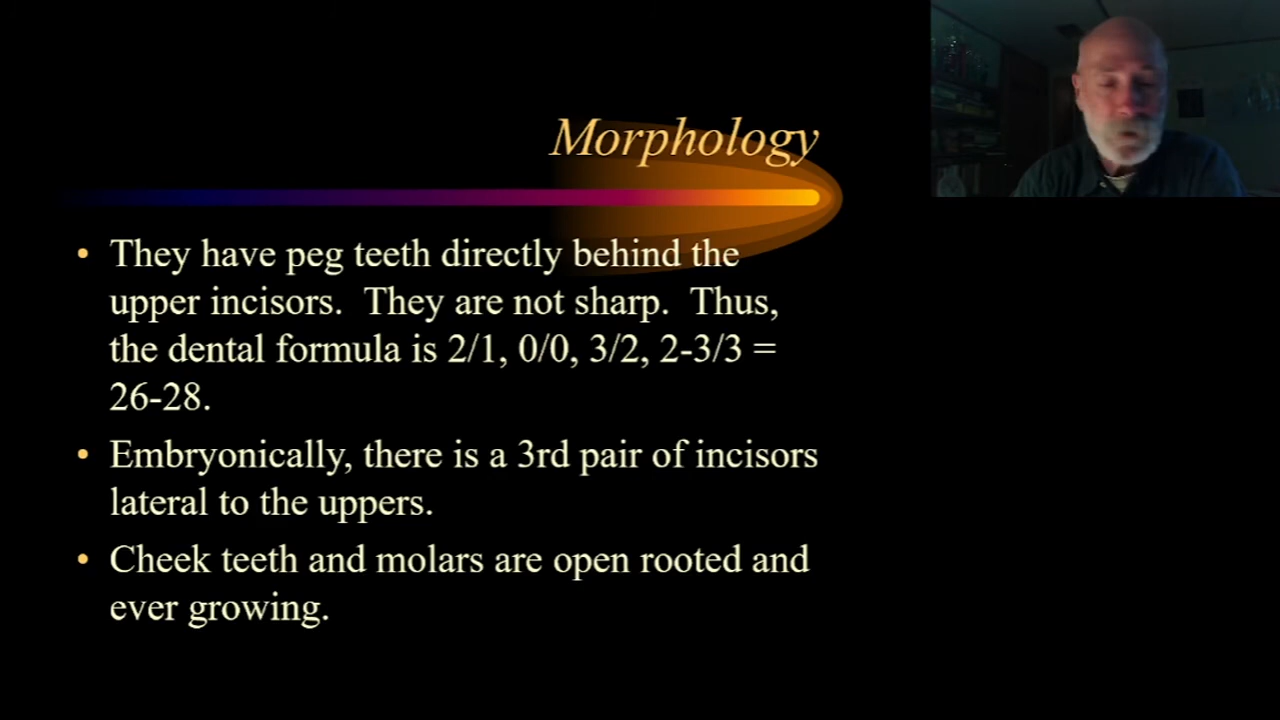 Morphology
• They have peg teeth directly behind the
upper incisors.  They are not sharp.  Thus,
the dental formula is 2/1, 0/0, 3/2, 2-3/3 =
26-28.
• Embryonically, there is a 3rd pair of incisors
lateral to the uppers.
• Cheek teeth and molars are open rooted and
ever growing.